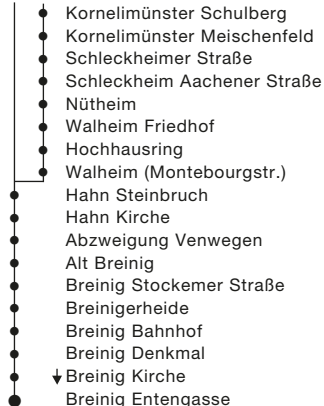 Kornelimünster Schulberg
Kornelimünster Meischenfeld
Schleckheimer Straße
Schleckheim Aachener Straße
Nütheim
Walheim Friedhof
Hochhausring
Walheim (Montebourgstr.)
Hahn Steinbruch
Hahn Kirche
Abzweigung Venwegen
Alt Breinig
Breinig Stockemer Straße
Breinigerheide
Breinig Bahnhof
Breinig Denkmal
Breinig Kirche
Breinig Entengasse